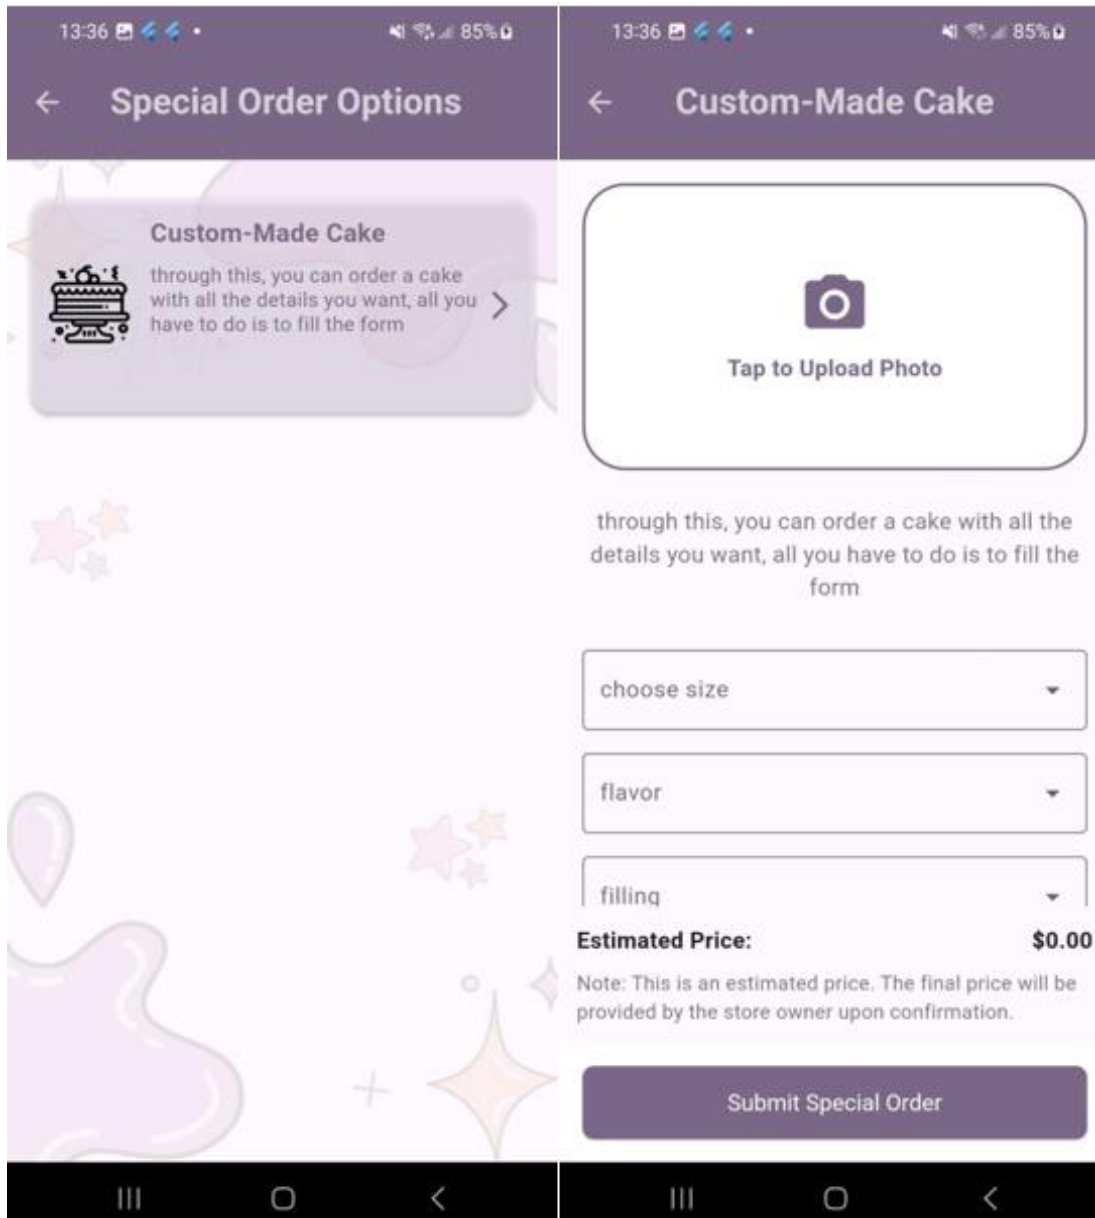 13:36
85%
Special Order Options
Custom-Made Cake
through this, you can order a cake
with all the details you want, all you
have to do is to fill the form
13:36
85%
Custom-Made Cake
Tap to Upload Photo
through this, you can order a cake with all the
details you want, all you have to do is to fill the
form
choose size
flavor
filling
Estimated Price: $0.00
Note: This is an estimated price. The final price will be
provided by the store owner upon confirmation.
Submit Special Order